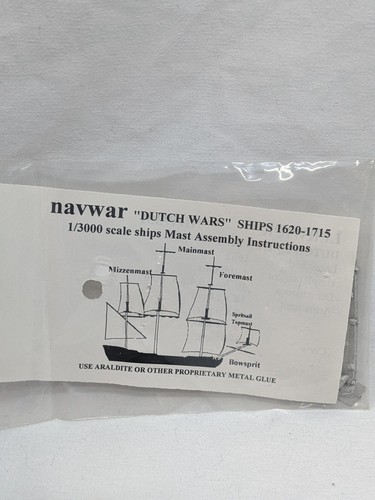 navwar "DUTCH WARS" SHIPS 1620-1715
1/3000 scale ships Mast Assembly Instructions
Mainmast
Mizzenmast
Foremast
Spritsail
Topmast
Bowsprit
USE ARALDITE OR OTHER PROPRIETARY METAL GLUE